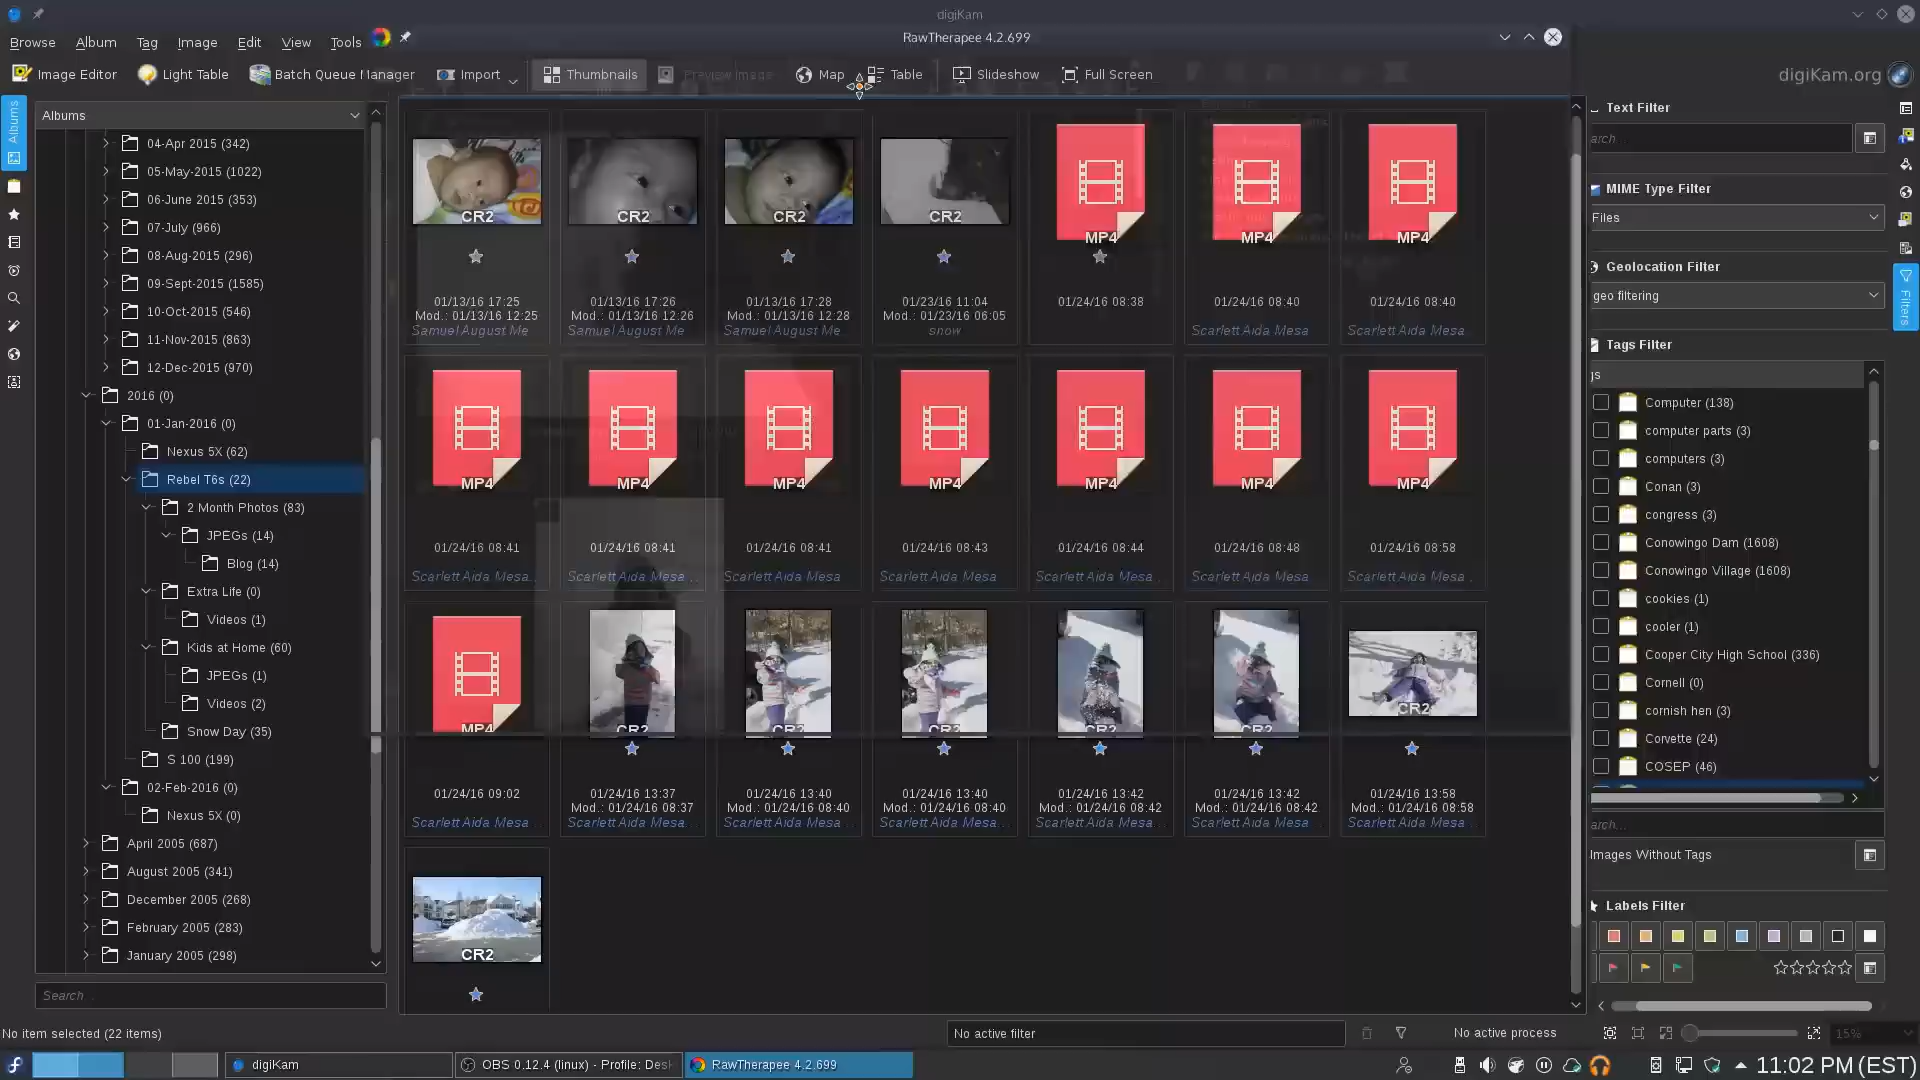 digiKam
RawTherapee 4.2.699
Browse Album Tag Image Edit View Tools
Image Editor Light Table Batch Queue Manager Import Thumbnails Preview Image Map Table Slideshow Full Screen digiKam.org
Albums
Albums
04-Apr 2015 (342)
05-May-2015 (1022)
06-June 2015 (353)
07-July (966)
08-Aug-2015 (296)
09-Sept-2015 (1585)
10-Oct-2015 (546)
11-Nov-2015 (863)
12-Dec-2015 (970)
2016 (0)
01-Jan-2016 (0)
Nexus 5X (62)
Rebel T6s (22)
2 Month Photos (83)
JPEGs (14)
Blog (14)
Extra Life (0)
Videos (1)
Kids at Home (60)
JPEGs (1)
Videos (2)
Snow Day (35)
S 100 (199)
02-Feb-2016 (0)
Nexus 5X (0)
April 2005 (687)
August 2005 (341)
December 2005 (268)
February 2005 (283)
January 2005 (298)
Search...
CR2 CR2 CR2 CR2 MP4 MP4 MP4
01/13/16 17:25 01/13/16 17:26 01/13/16 17:28 01/23/16 11:04 01/24/16 08:38 01/24/16 08:40 01/24/16 08:40
Mod.: 01/13/16 12:25 Mod.: 01/13/16 12:26 Mod.: 01/13/16 12:28 Mod.: 01/23/16 06:05
Samuel August Me Samuel August Me Samuel August Me snow Scarlett Aida Mesa Scarlett Aida Mesa
MP4 MP4 MP4 MP4 MP4 MP4 MP4
01/24/16 08:41 01/24/16 08:41 01/24/16 08:41 01/24/16 08:43 01/24/16 08:44 01/24/16 08:48 01/24/16 08:58
Scarlett Aida Mesa... Scarlett Aida Mesa... Scarlett Aida Mesa Scarlett Aida Mesa Scarlett Aida Mesa... Scarlett Aida Mesa Scarlett Aida Mesa...
MP4 CR2 CR2 CR2 CR2 CR2 CR2
01/24/16 09:02 01/24/16 13:37 01/24/16 13:40 01/24/16 13:40 01/24/16 13:42 01/24/16 13:42 01/24/16 13:58
Mod.: 01/24/16 08:37 Mod.: 01/24/16 08:40 Mod.: 01/24/16 08:40 Mod.: 01/24/16 08:42 Mod.: 01/24/16 08:42 Mod.: 01/24/16 08:58
Scarlett Aida Mesa Scarlett Aida Mesa... Scarlett Aida Mesa... Scarlett Aida Mesa... Scarlett Aida Mesa... Scarlett Aida Mesa... Scarlett Aida Mesa...
CR2
Text Filter
arch...
MIME Type Filter
Files
Geolocation Filter
geo filtering
Filters
Tags Filter
gs
Computer (138)
computer parts (3)
computers (3)
Conan (3)
congress (3)
Conowingo Dam (1608)
Conowingo Village (1608)
cookies (1)
cooler (1)
Cooper City High School (336)
Cornell (0)
cornish hen (3)
Corvette (24)
COSEP (46)
arch...
Images Without Tags
Labels Filter
No item selected (22 items) No active filter No active process 15%
digiKam OBS 0.12.4 (linux) - Profile: Desk RawTherapee 4.2.699 11:02 PM (EST)